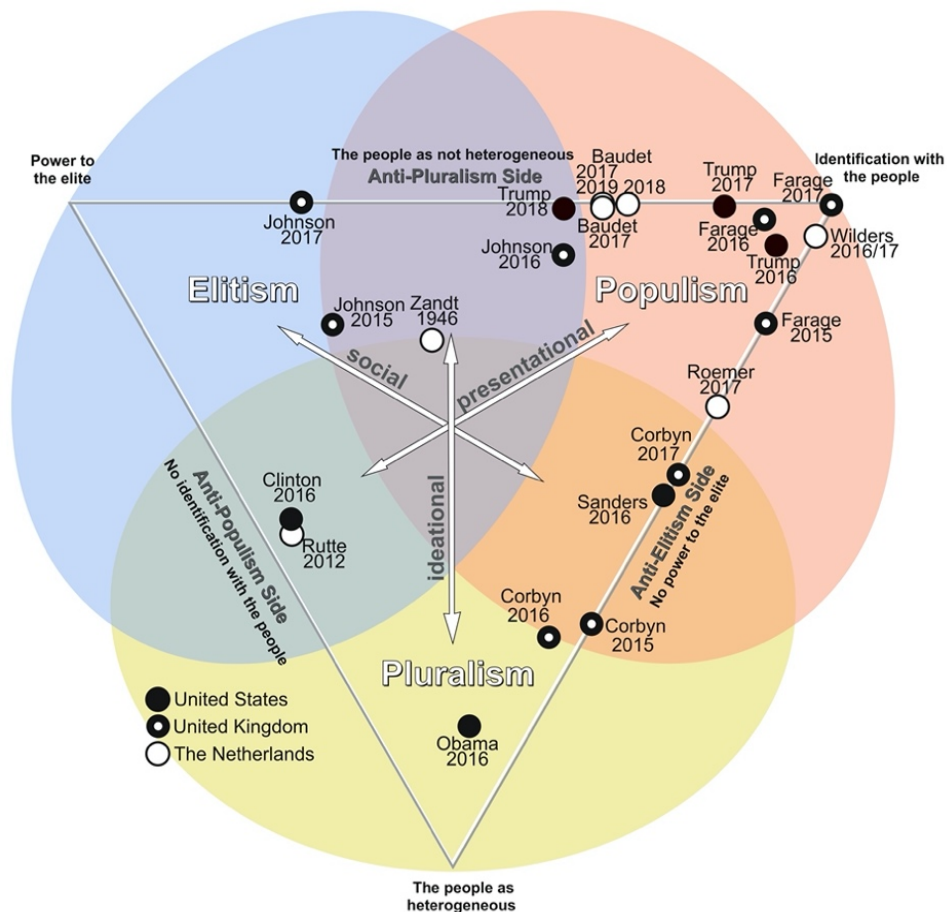 Power to
the elite
The people as not heterogeneous
Anti-Pluralism Side
Identification with
the people
Johnson
2017
Trump
2018
Baudet
2017
2019 2018
Baudet
2017
Trump
2017
Farage
2017
Farage
2016
Trump
2016
Wilders
2016/17
Johnson
2016
Elitism
Populism
Johnson
2015
Zandt
1946
Farage
2015
social
presentational
Roemer
2017
Corbyn
2017
Sanders
2016
Anti-Elitism Side
No power to the elite
Clinton
2016
Rutte
2012
Anti-Populism Side
No identification with the people
ideational
Corbyn
2016
Corbyn
2015
Pluralism
United States
United Kingdom
The Netherlands
Obama
2016
The people as
heterogeneous